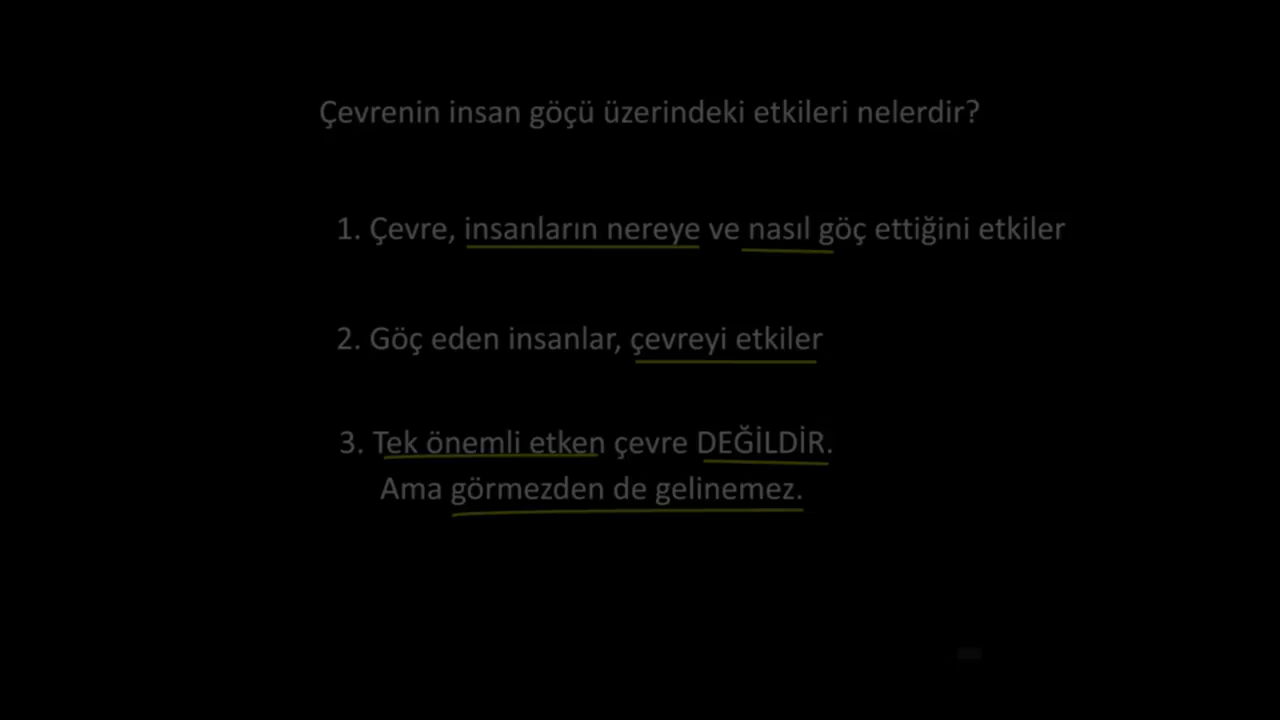 Çevrenin insan göçü üzerindeki etkileri nelerdir?
1. Çevre, insanların nereye ve nasıl göç ettiğini etkiler
2. Göç eden insanlar, çevreyi etkiler
3. Tek önemli etken çevre DEĞİLDİR.
Ama görmezden de gelinemez.